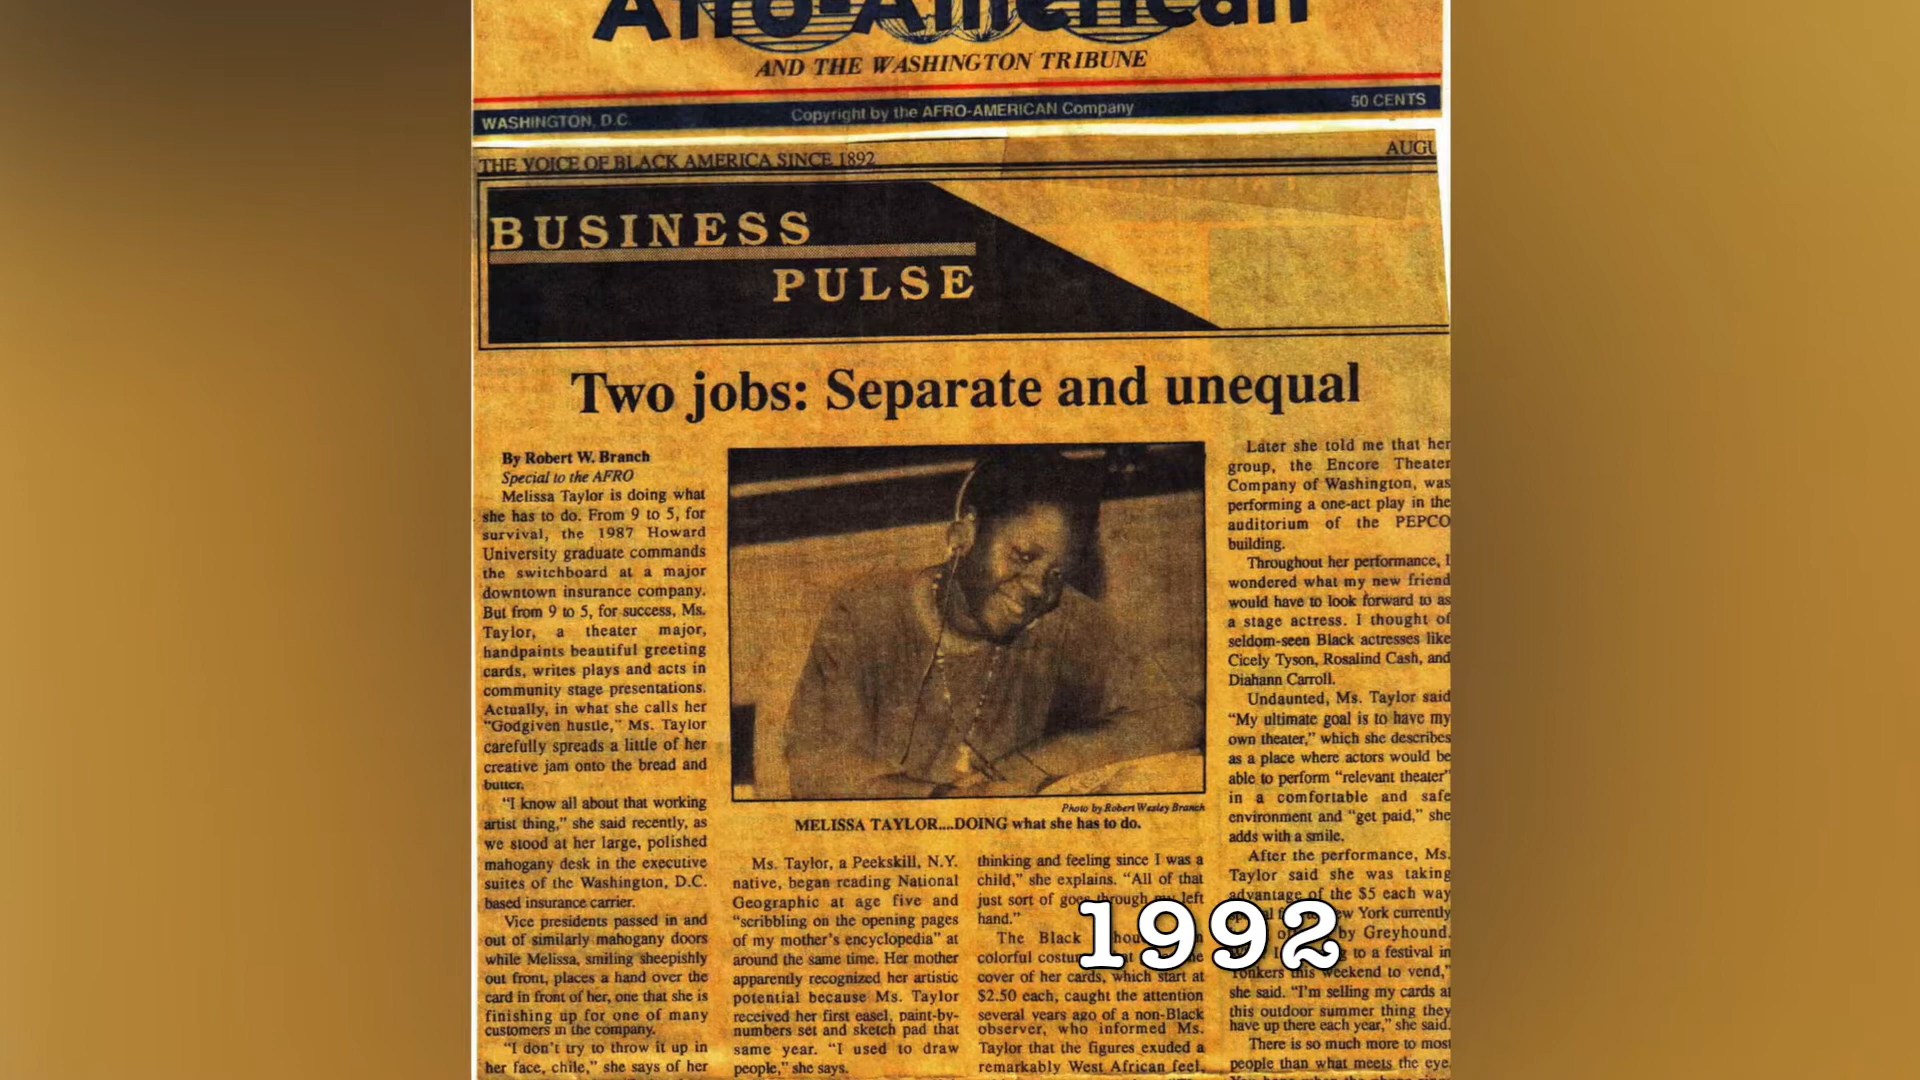 Afro-American
AND THE WASHINGTON TRIBUNE
WASHINGTON, D.C.
Copyright by the AFRO-AMERICAN Company
50 CENTS
THE VOICE OF BLACK AMERICA SINCE 1892
AUGU
BUSINESS
PULSE
Two jobs: Separate and unequal
By Robert W. Branch
Special to the AFRO
Melissa Taylor is doing what
she has to do. From 9 to 5, for
survival, the 1987 Howard
University graduate commands
the switchboard at a major
downtown insurance company.
But from 9 to 5, for success, Ms.
Taylor, a theater major,
handpaints beautiful greeting
cards, writes plays and acts in
community stage presentations.
Actually, in what she calls her
"Godgiven hustle," Ms. Taylor
carefully spreads a little of her
creative jam onto the bread and
butter.
"I know all about that working
artist thing," she said recently, as
we stood at her large, polished
mahogany desk in the executive
suites of the Washington, D.C.
based insurance carrier.
Vice presidents passed in and
out of similarly mahogany doors
while Melissa, smiling sheepishly
out front, places a hand over the
card in front of her, one that she is
finishing up for one of many
customers in the company.
"I don't try to throw it up in
her face, chile," she says of her
Photo by Robert Wesley Branch
MELISSA TAYLOR....DOING what she has to do.
Ms. Taylor, a Peekskill, N.Y.
native, began reading National
Geographic at age five and
"scribbling on the opening pages
of my mother's encyclopedia" at
around the same time. Her mother
apparently recognized her artistic
potential because Ms. Taylor
received her first easel, paint-by-
numbers set and sketch pad that
same year. "I used to draw
people," she says.
thinking and feeling since I was a
child," she explains. "All of that
just sort of goes through my left
hand."
The Black
colorful
cover of her cards, which start at
$2.50 each, caught the attention
several years ago of a non-Black
observer, who informed Ms.
Taylor that the figures exuded a
remarkably West African feel.
Later she told me that her
group, the Encore Theater
Company of Washington, was
performing a one-act play in the
auditorium of the PEPCO
building.
Throughout her performance, I
wondered what my new friend
would have to look forward to as
a stage actress. I thought of
seldom-seen Black actresses like
Cicely Tyson, Rosalind Cash, and
Diahann Carroll.
Undaunted, Ms. Taylor said
"My ultimate goal is to have my
own theater," which she describes
as a place where actors would be
able to perform "relevant theater"
in a comfortable and safe
environment and "get paid," she
adds with a smile.
After the performance, Ms.
Taylor said she was taking
advantage of the $5 each way
York currently
by Greyhound.
to a festival in
Yonkers this weekend to vend,"
she said. "I'm selling my cards at
this outdoor summer thing they
have up there each year," she said.
There is so much more to most
people than what meets the eye.
1992